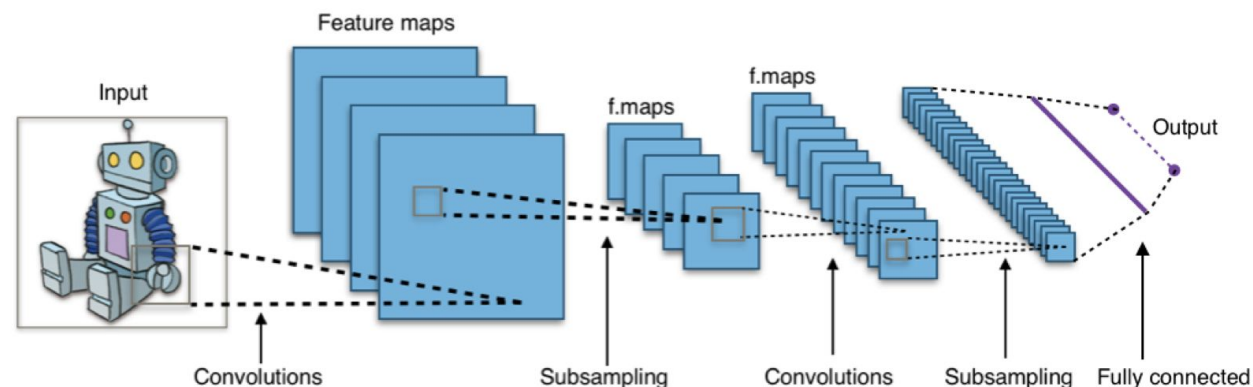 Feature maps
f.maps
Input
f.maps
Output
Convolutions
Subsampling
Convolutions
Subsampling
Fully connected